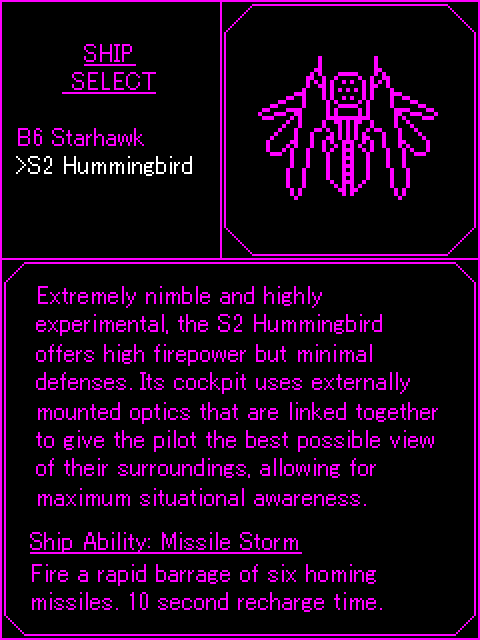 SHIP
SELECT
B6 Starhawk
>S2 Hummingbird
Extremely nimble and highly
experimental, the S2 Hummingbird
offers high firepower but minimal
defenses. Its cockpit uses externally
mounted optics that are linked together
to give the pilot the best possible view
of their surroundings, allowing for
maximum situational awareness.
Ship Ability: Missile Storm
Fire a rapid barrage of six homing
missiles. 10 second recharge time.